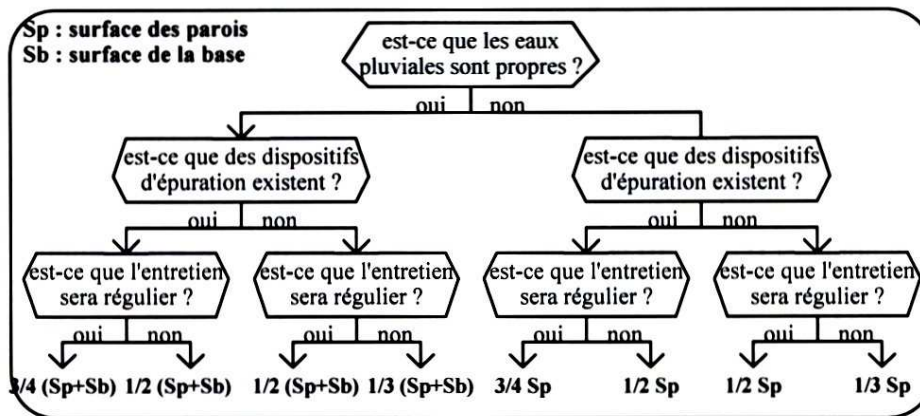 Sp : surface des parois
Sb : surface de la base
est-ce que les eaux
pluviales sont propres ?
oui non
est-ce que des dispositifs
d'épuration existent ?
est-ce que des dispositifs
d'épuration existent ?
oui non
oui non
est-ce que l'entretien
sera régulier ?
est-ce que l'entretien
sera régulier ?
est-ce que l'entretien
sera régulier ?
est-ce que l'entretien
sera régulier ?
oui non
oui non
oui non
oui non
3/4 (Sp+Sb) 1/2 (Sp+Sb) 1/2 (Sp+Sb) 1/3 (Sp+Sb) 3/4 Sp 1/2 Sp 1/2 Sp 1/3 Sp